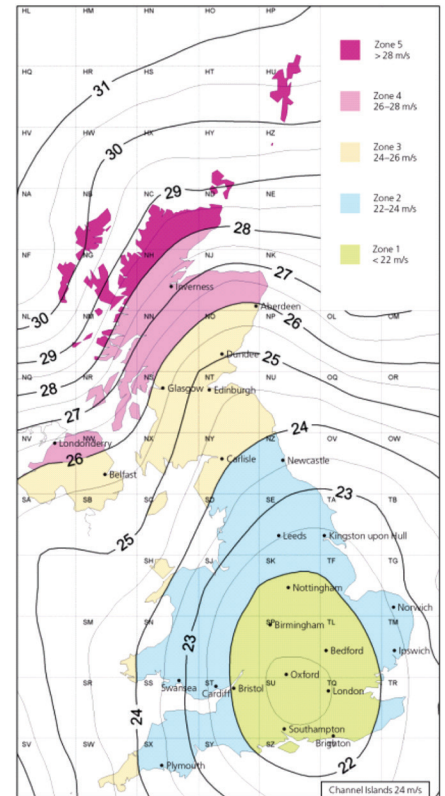 HL HM HN HO HP
Zone 5
> 28 m/s
HQ HR HS HT HU
31
Zone 4
26–28 m/s
HV HW HX HY HZ
30
Zone 3
24–26 m/s
NA NB NC ND NE
29
Zone 2
22–24 m/s
28
NF NG NH NJ NK
Zone 1
< 22 m/s
27
Inverness
Aberdeen
30
NL NM NN NO NP OL OM
26
29
Dundee
25
28
NQ NR NS NT NU OQ OR
Glasgow
Edinburgh
27
24
NV NW NX NY NZ OV OW
Londonderry
26
Carlisle
Newcastle
Belfast
23
SA SB SC SD SE TA TB
25
Leeds
Kingston upon Hull
SH SJ SK TF TG
Nottingham
Norwich
SM SN SP TL TM
Birmingham
23
Bedford
Ipswich
Oxford
SR SS ST SU TQ TR
Swansea
Cardiff
Bristol
London
24
Southampton
SV SW SX SY SZ TV
Brighton
22
Plymouth
Channel Islands 24 m/s